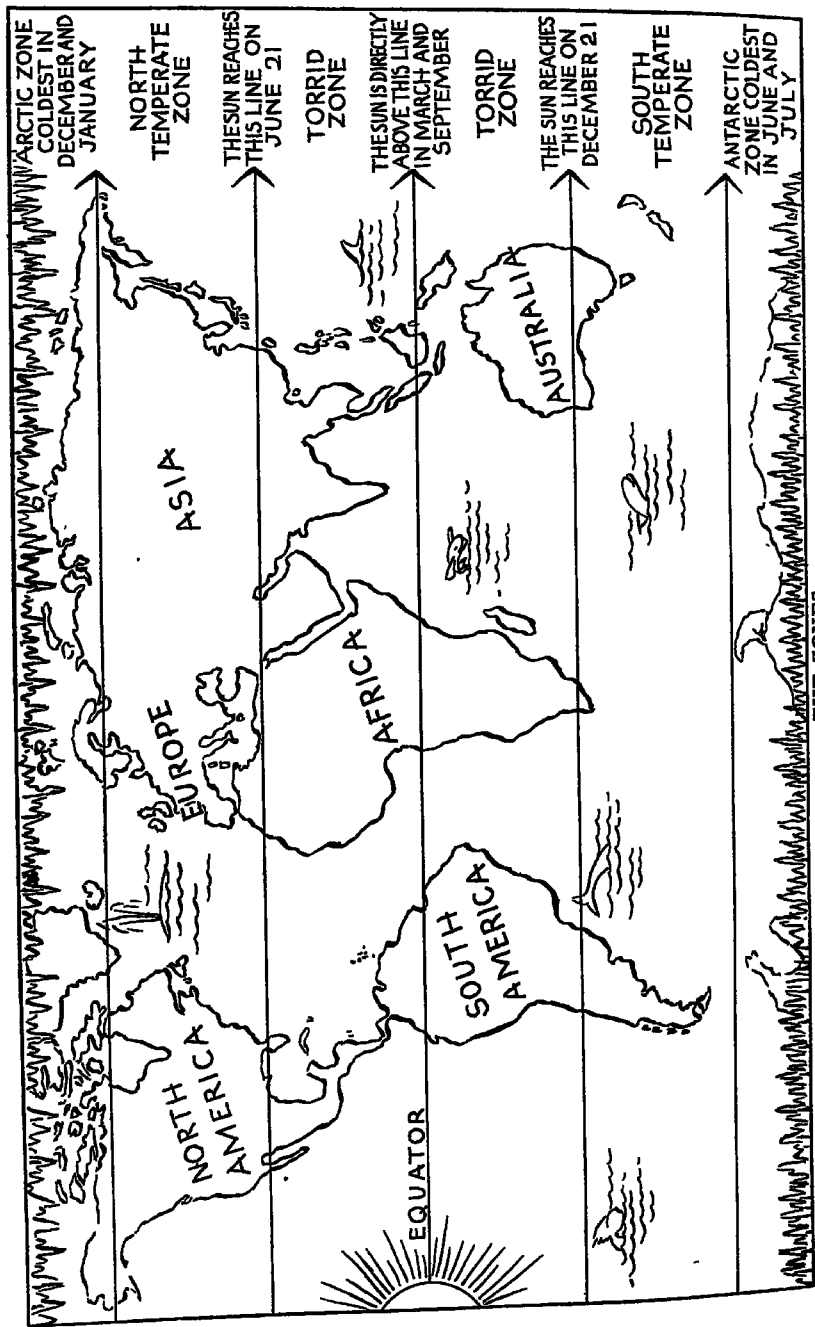 ARCTIC ZONE
COLDEST IN
DECEMBER AND
JANUARY
NORTH
TEMPERATE
ZONE
THE SUN REACHES
THIS LINE ON
JUNE 21
TORRID
ZONE
THE SUN IS DIRECTLY
ABOVE THIS LINE
IN MARCH AND
SEPTEMBER
TORRID
ZONE
THE SUN REACHES
THIS LINE ON
DECEMBER 21
SOUTH
TEMPERATE
ZONE
ANTARCTIC
ZONE COLDEST
IN JUNE AND
JULY
NORTH
AMERICA
EUROPE
ASIA
AFRICA
EQUATOR
SOUTH
AMERICA
AUSTRALIA